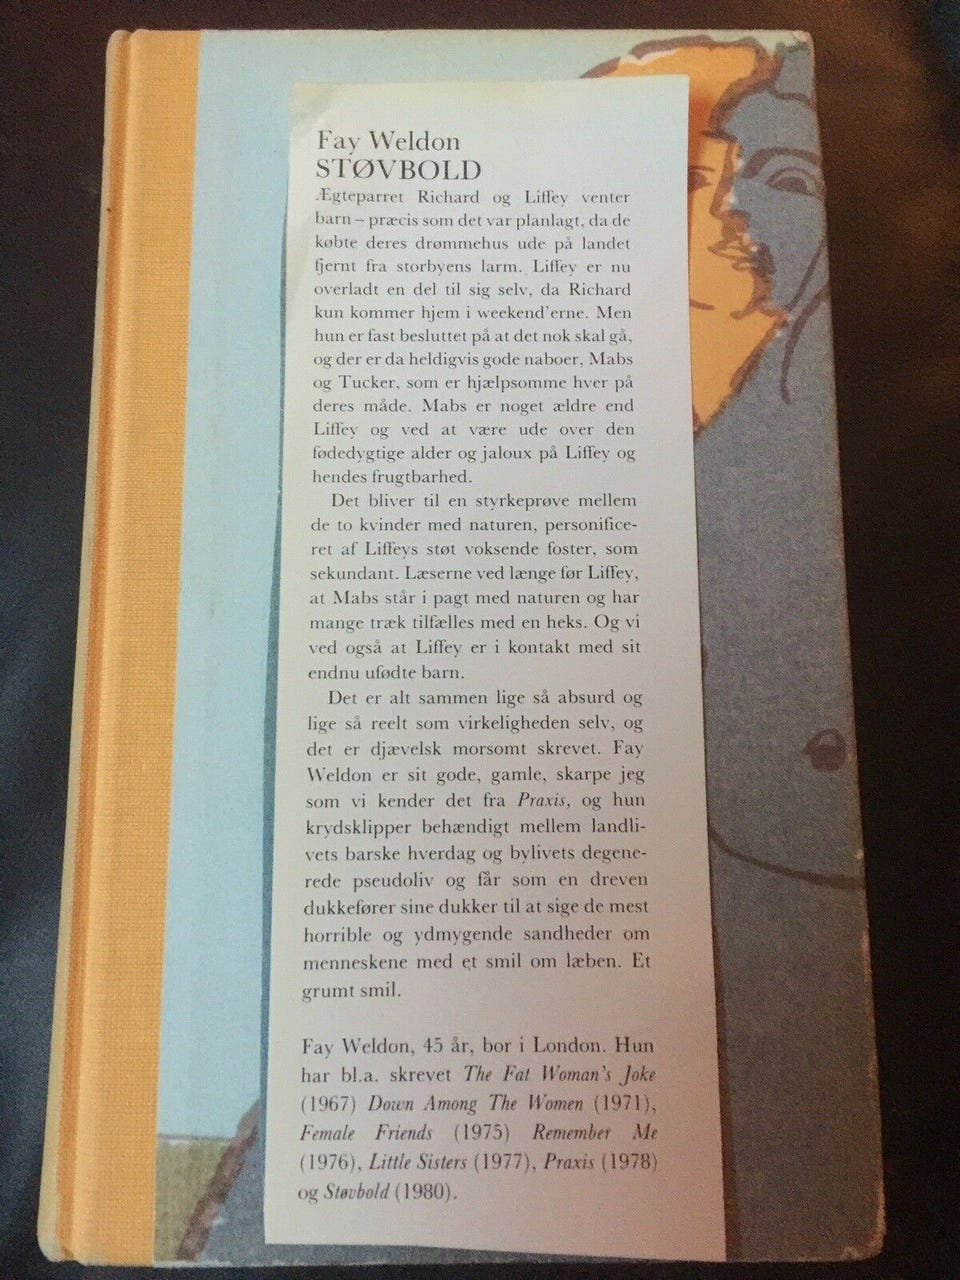 Fay Weldon
STØVBOLD
Ægteparret Richard og Liffey venter
barn – præcis som det var planlagt, da de
købte deres drømmehus ude på landet
fjernt fra storbyens larm. Liffey er nu
overladt en del til sig selv, da Richard
kun kommer hjem i weekend'erne. Men
hun er fast besluttet på at det nok skal gå,
og der er da heldigvis gode naboer, Mabs
og Tucker, som er hjælpsomme hver på
deres måde. Mabs er noget ældre end
Liffey og ved at være ude over den
fødedygtige alder og jaloux på Liffey og
hendes frugtbarhed.
Det bliver til en styrkeprøve mellem
de to kvinder med naturen, personifice-
ret af Liffeys støt voksende foster, som
sekundant. Læserne ved længe før Liffey,
at Mabs står i pagt med naturen og har
mange træk tilfælles med en heks. Og vi
ved også at Liffey er i kontakt med sit
endnu ufødte barn.
Det er alt sammen lige så absurd og
lige så reelt som virkeligheden selv, og
det er djævelsk morsomt skrevet. Fay
Weldon er sit gode, gamle, skarpe jeg
som vi kender det fra Praxis, og hun
krydsklipper behændigt mellem landli-
vets barske hverdag og bylivets degene-
rede pseudoliv og får som en dreven
dukkefører sine dukker til at sige de mest
horrible og ydmygende sandheder om
menneskene med et smil om læben. Et
grumt smil.
Fay Weldon, 45 år, bor i London. Hun
har bl.a. skrevet The Fat Woman's Joke
(1967) Down Among The Women (1971),
Female Friends (1975) Remember Me
(1976), Little Sisters (1977), Praxis (1978)
og Støvbold (1980).